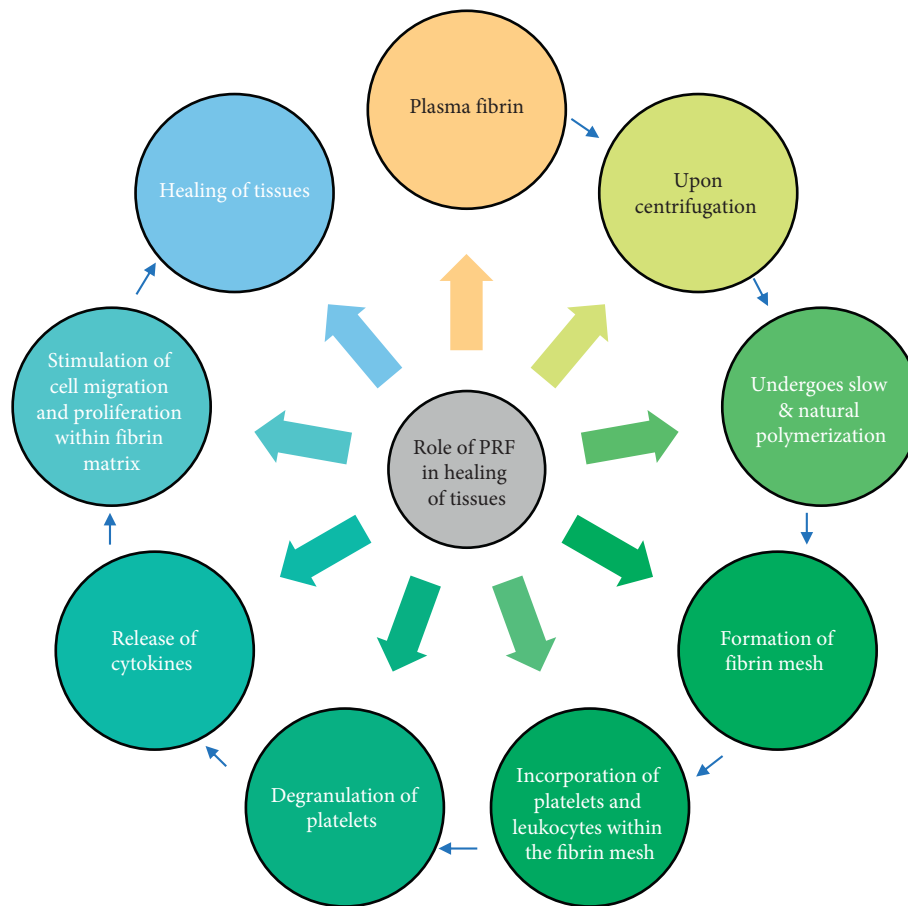 Plasma fibrin
Upon
centrifugation
Undergoes slow
& natural
polymerization
Formation of
fibrin mesh
Incorporation of
platelets and
leukocytes within
the fibrin mesh
Degranulation of
platelets
Release of
cytokines
Stimulation of
cell migration
and proliferation
within fibrin
matrix
Healing of tissues
Role of PRF
in healing
of tissues